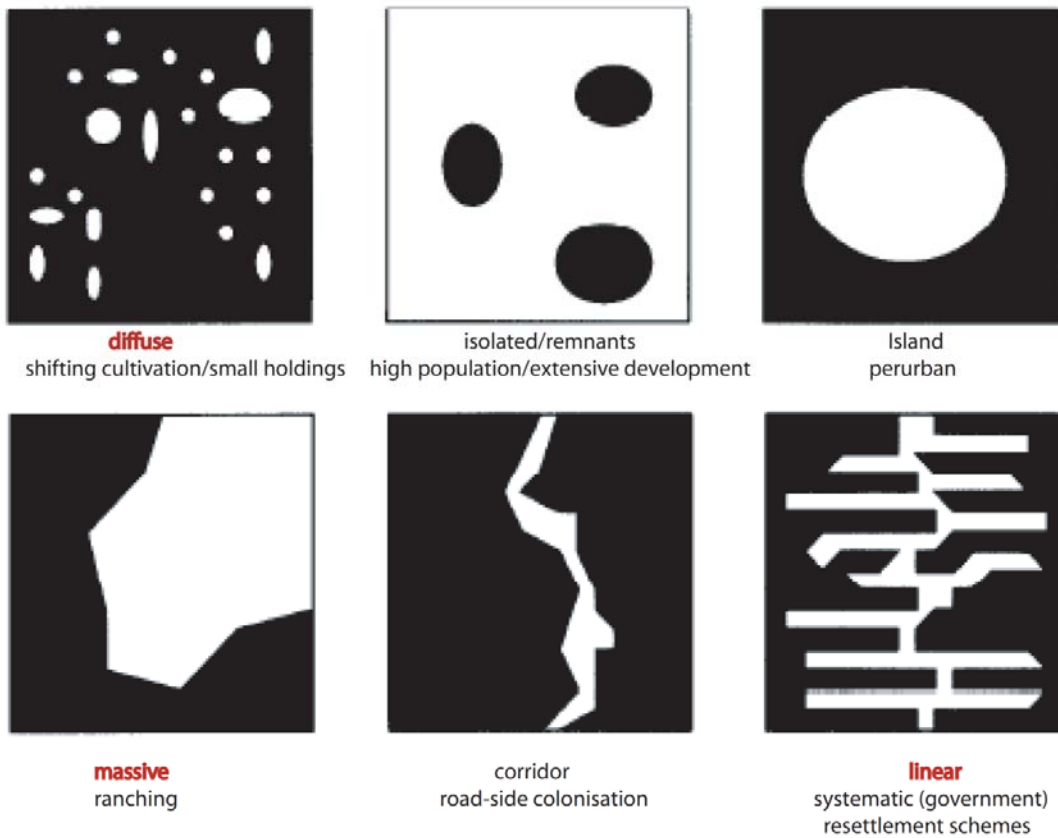 diffuse
shifting cultivation/small holdings
isolated/remnants
high population/extensive development
Island
perurban
massive
ranching
corridor
road-side colonisation
linear
systematic (government)
resettlement schemes